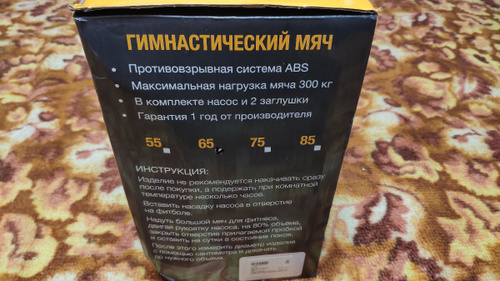 ГИМНАСТИЧЕСКИЙ МЯЧ
• Противовзрывная система ABS
• Максимальная нагрузка мяча 300 кг
• В комплекте насос и 2 заглушки
• Гарантия 1 год от производителя
55 65 75 85
ИНСТРУКЦИЯ:
Изделие не рекомендуется накачивать сразу
после покупки, а подержать при комнатной
температуре несколько часов.
Вставить насадку насоса в отверстие
на фитболе.
Надуть большой мяч для фитнеса,
двигая рукоятку насоса, на 80% объема,
закрыть отверстие прилагаемой пробкой
и оставить на сутки в состоянии покоя.
После этого измерить диаметр изделия
с помощью сантиметра и докачать
до нужного объема.